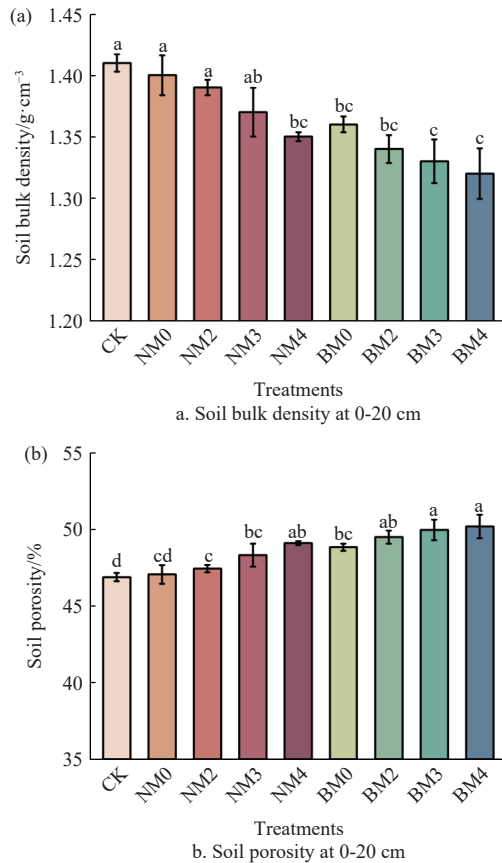 (a)
1.45
1.40
1.35
1.30
1.25
1.20
Soil bulk density/g·cm⁻³
a a a ab bc bc bc c c
CK NM0 NM2 NM3 NM4 BM0 BM2 BM3 BM4
Treatments
a. Soil bulk density at 0-20 cm
(b)
55
50
45
40
35
Soil porosity/%
d cd c bc ab bc ab a a
CK NM0 NM2 NM3 NM4 BM0 BM2 BM3 BM4
Treatments
b. Soil porosity at 0-20 cm